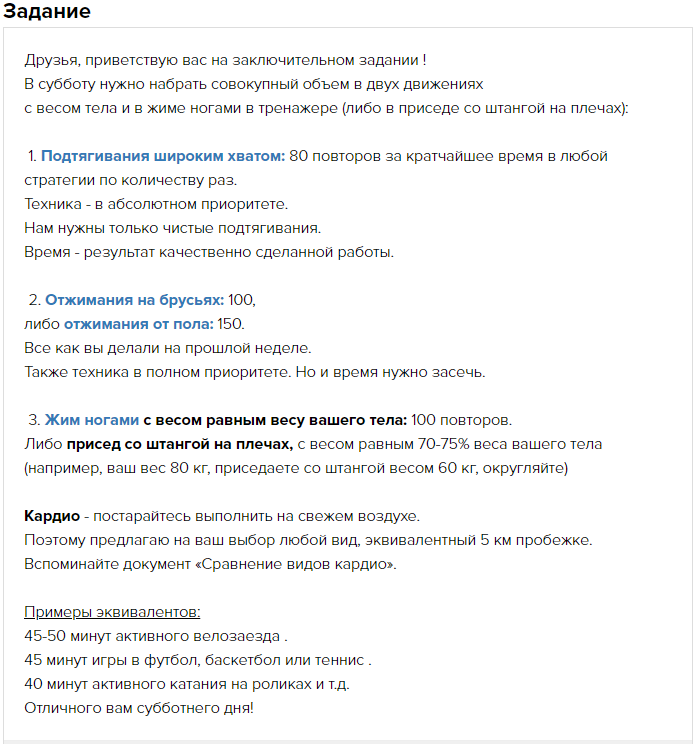 Задание
Друзья, приветствую вас на заключительном задании !
В субботу нужно набрать совокупный объем в двух движениях
с весом тела и в жиме ногами в тренажере (либо в приседе со штангой на плечах):
1. Подтягивания широким хватом: 80 повторов за кратчайшее время в любой
стратегии по количеству раз.
Техника - в абсолютном приоритете.
Нам нужны только чистые подтягивания.
Время - результат качественно сделанной работы.
2. Отжимания на брусьях: 100,
либо отжимания от пола: 150.
Все как вы делали на прошлой неделе.
Также техника в полном приоритете. Но и время нужно засечь.
3. Жим ногами с весом равным весу вашего тела: 100 повторов.
Либо присед со штангой на плечах, с весом равным 70-75% веса вашего тела
(например, ваш вес 80 кг, приседаете со штангой весом 60 кг, округляйте)
Кардио - постарайтесь выполнить на свежем воздухе.
Поэтому предлагаю на ваш выбор любой вид, эквивалентный 5 км пробежке.
Вспоминайте документ «Сравнение видов кардио».
Примеры эквивалентов:
45-50 минут активного велозаезда .
45 минут игры в футбол, баскетбол или теннис .
40 минут активного катания на роликах и т.д.
Отличного вам субботнего дня!